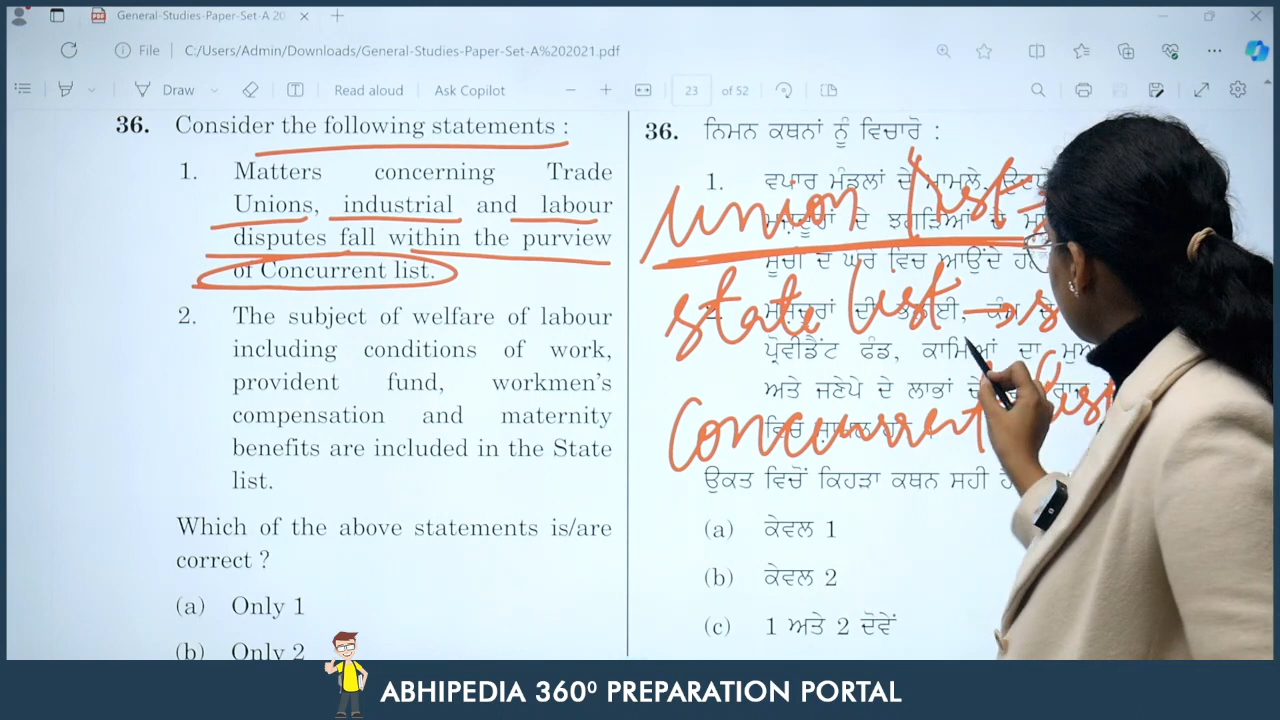 General-Studies-Paper-Set-A 20
File
C:/Users/Admin/Downloads/General-Studies-Paper-Set-A%202021.pdf
Draw
Read aloud
Ask Copilot
23 of 52
36. Consider the following statements :
1. Matters concerning Trade
Unions, industrial and labour
disputes fall within the purview
of Concurrent list.
2. The subject of welfare of labour
including conditions of work,
provident fund, workmen's
compensation and maternity
benefits are included in the State
list.
Which of the above statements is/are
correct ?
(a) Only 1
(b) Only 2
36. ਨਿਮਨ ਕਥਨਾਂ ਨੂੰ ਵਿਚਾਰੋ :
1. ਵਪਾਰ ਮੰਡਲਾਂ ਦੇ ਮਾਮਲੇ,
ਦੇ ਝਗੜਿਆਂ
ਸੂਚੀ ਦੇ ਘੇਰੇ ਵਿਚ ਆਉਂਦੇ
2. ਮਜ਼ਦੂਰਾਂ ਦੀ
ਪ੍ਰੋਵੀਡੈਂਟ ਫੰਡ, ਕਾਮਿਆਂ ਦਾ
ਅਤੇ ਜਣੇਪੇ ਦੇ ਲਾਭਾਂ
ਵਿਚ
ਉਕਤ ਵਿਚੋਂ ਕਿਹੜਾ ਕਥਨ ਸਹੀ
(a) ਕੇਵਲ 1
(b) ਕੇਵਲ 2
(c) 1 ਅਤੇ 2 ਦੋਵੇਂ
Union list→
state list→s
Concurrent list
ABHIPEDIA 360⁰ PREPARATION PORTAL